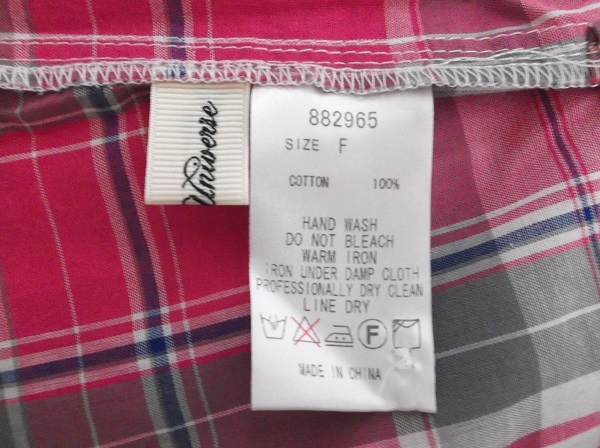 Universe
882965
SIZE F
COTTON 100%
HAND WASH
DO NOT BLEACH
WARM IRON
IRON UNDER DAMP CLOTH
PROFESSIONALLY DRY CLEAN
LINE DRY
F
MADE IN CHINA